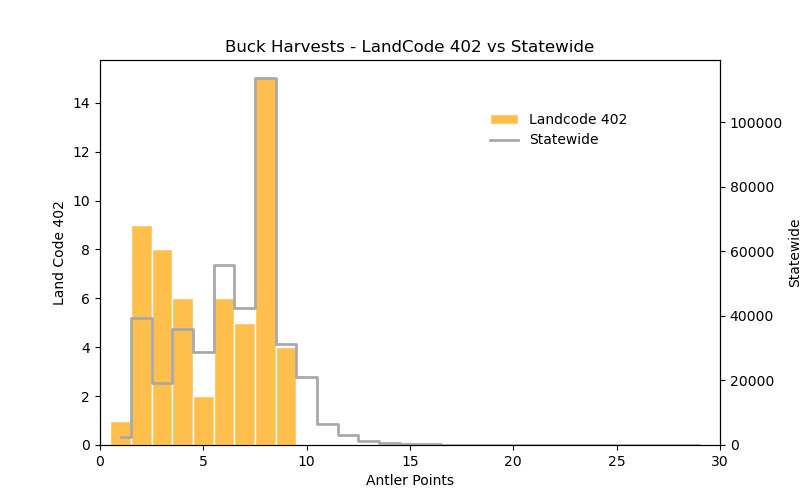 Buck Harvests - LandCode 402 vs Statewide
Landcode 402
Statewide
Land Code 402
14
12
10
8
6
4
2
0
100000
80000
60000
40000
20000
0
Statewide
0 5 10 15 20 25 30
Antler Points